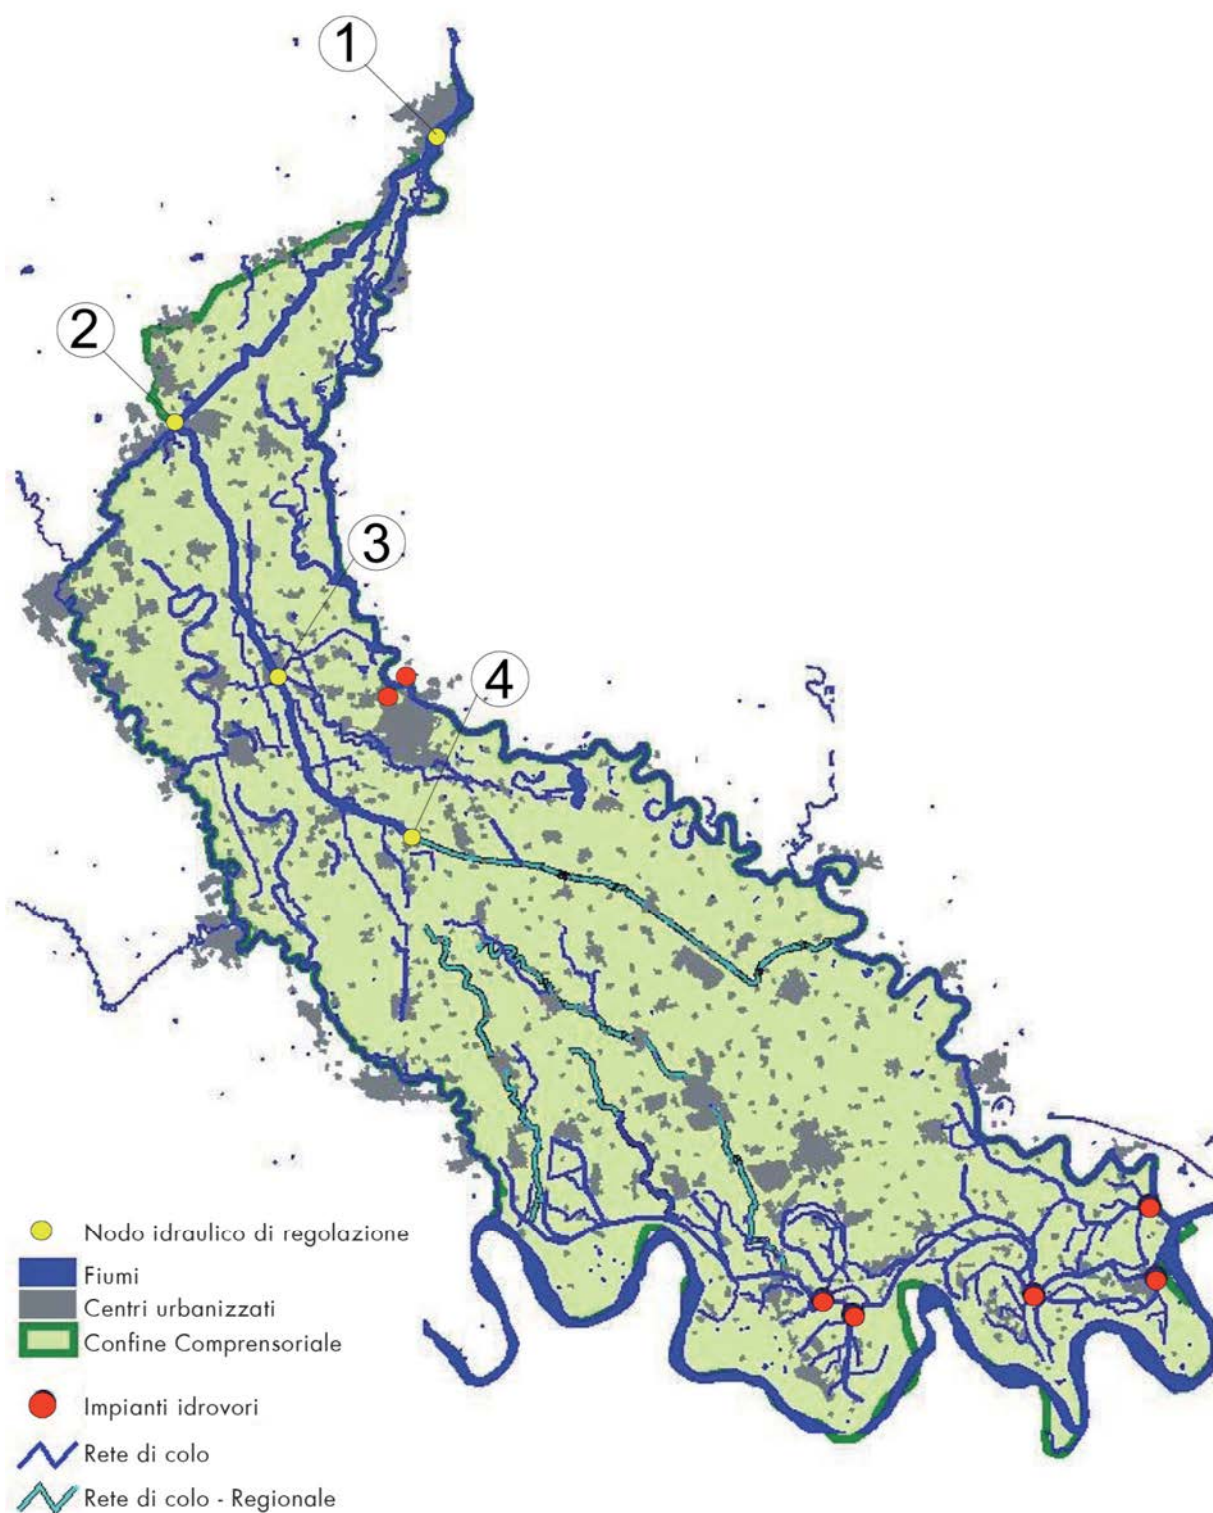 1
2
3
4
Nodo idraulico di regolazione
Fiumi
Centri urbanizzati
Confine Comprensoriale
Impianti idrovori
Rete di colo
Rete di colo - Regionale